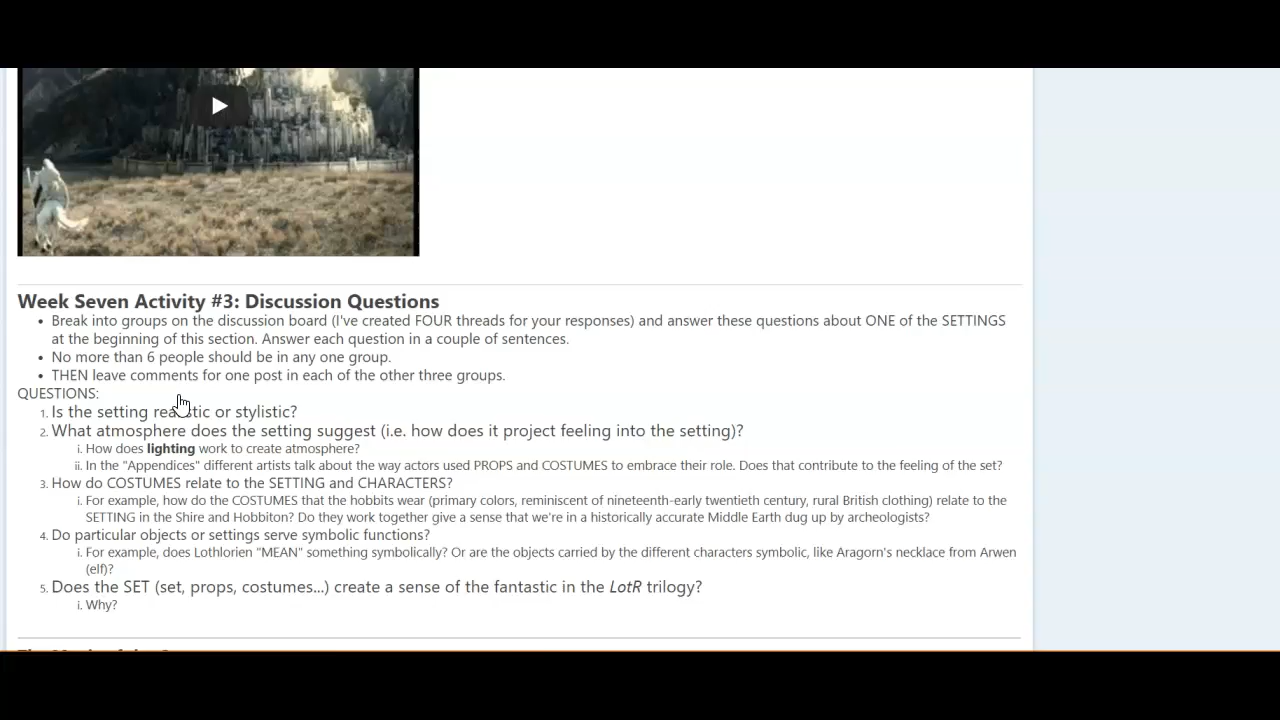 Week Seven Activity #3: Discussion Questions
• Break into groups on the discussion board (I've created FOUR threads for your responses) and answer these questions about ONE of the SETTINGS
at the beginning of this section. Answer each question in a couple of sentences.
• No more than 6 people should be in any one group.
• THEN leave comments for one post in each of the other three groups.
QUESTIONS:
1. Is the setting realistic or stylistic?
2. What atmosphere does the setting suggest (i.e. how does it project feeling into the setting)?
i. How does lighting work to create atmosphere?
ii. In the "Appendices" different artists talk about the way actors used PROPS and COSTUMES to embrace their role. Does that contribute to the feeling of the set?
3. How do COSTUMES relate to the SETTING and CHARACTERS?
i. For example, how do the COSTUMES that the hobbits wear (primary colors, reminiscent of nineteenth-early twentieth century, rural British clothing) relate to the
SETTING in the Shire and Hobbiton? Do they work together give a sense that we're in a historically accurate Middle Earth dug up by archeologists?
4. Do particular objects or settings serve symbolic functions?
i. For example, does Lothlorien "MEAN" something symbolically? Or are the objects carried by the different characters symbolic, like Aragorn's necklace from Arwen
(elf)?
5. Does the SET (set, props, costumes...) create a sense of the fantastic in the LotR trilogy?
i. Why?